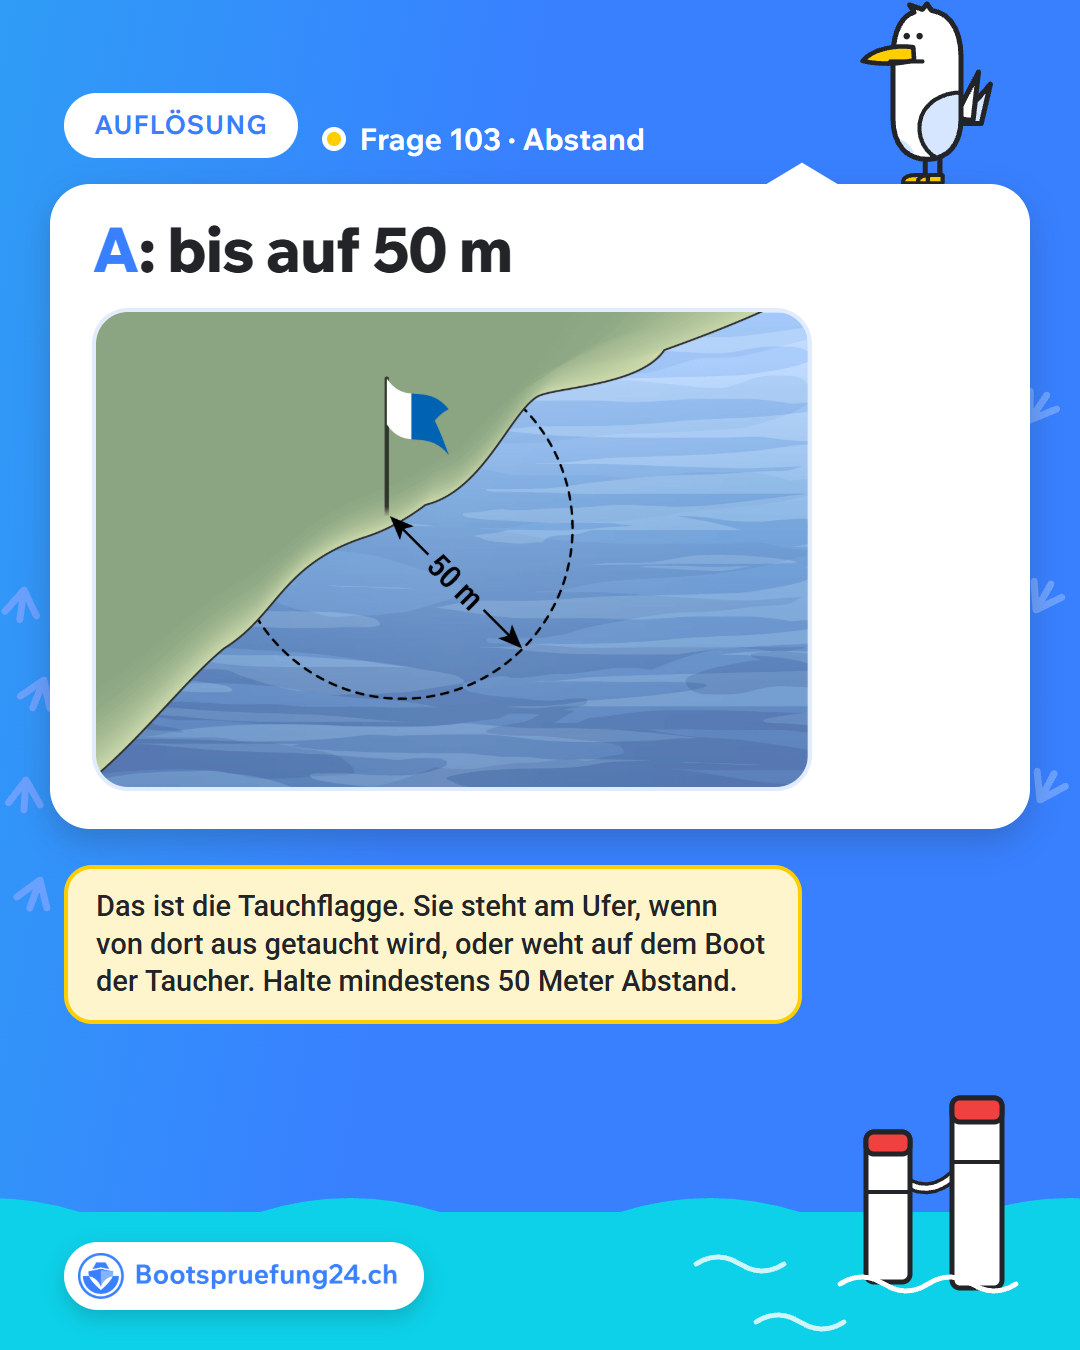 AUFLÖSUNG
Frage 103 · Abstand
A: bis auf 50 m
50 m
Das ist die Tauchflagge. Sie steht am Ufer, wenn
von dort aus getaucht wird, oder weht auf dem Boot
der Taucher. Halte mindestens 50 Meter Abstand.
Bootspruefung24.ch